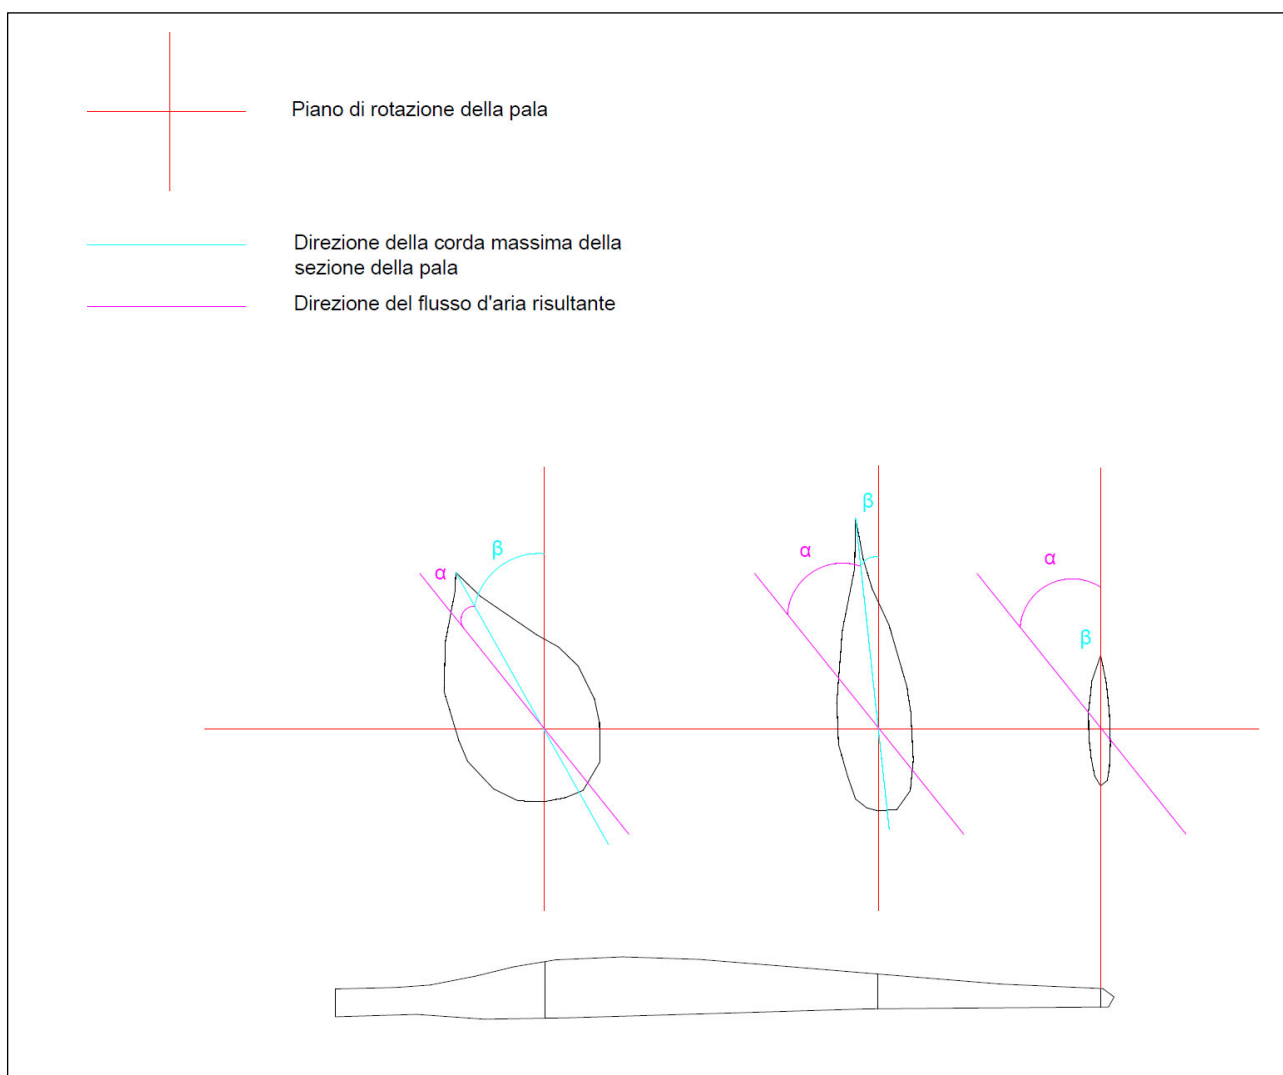 Piano di rotazione della pala
Direzione della corda massima della
sezione della pala
Direzione del flusso d'aria risultante
β
α
β
α
α
β